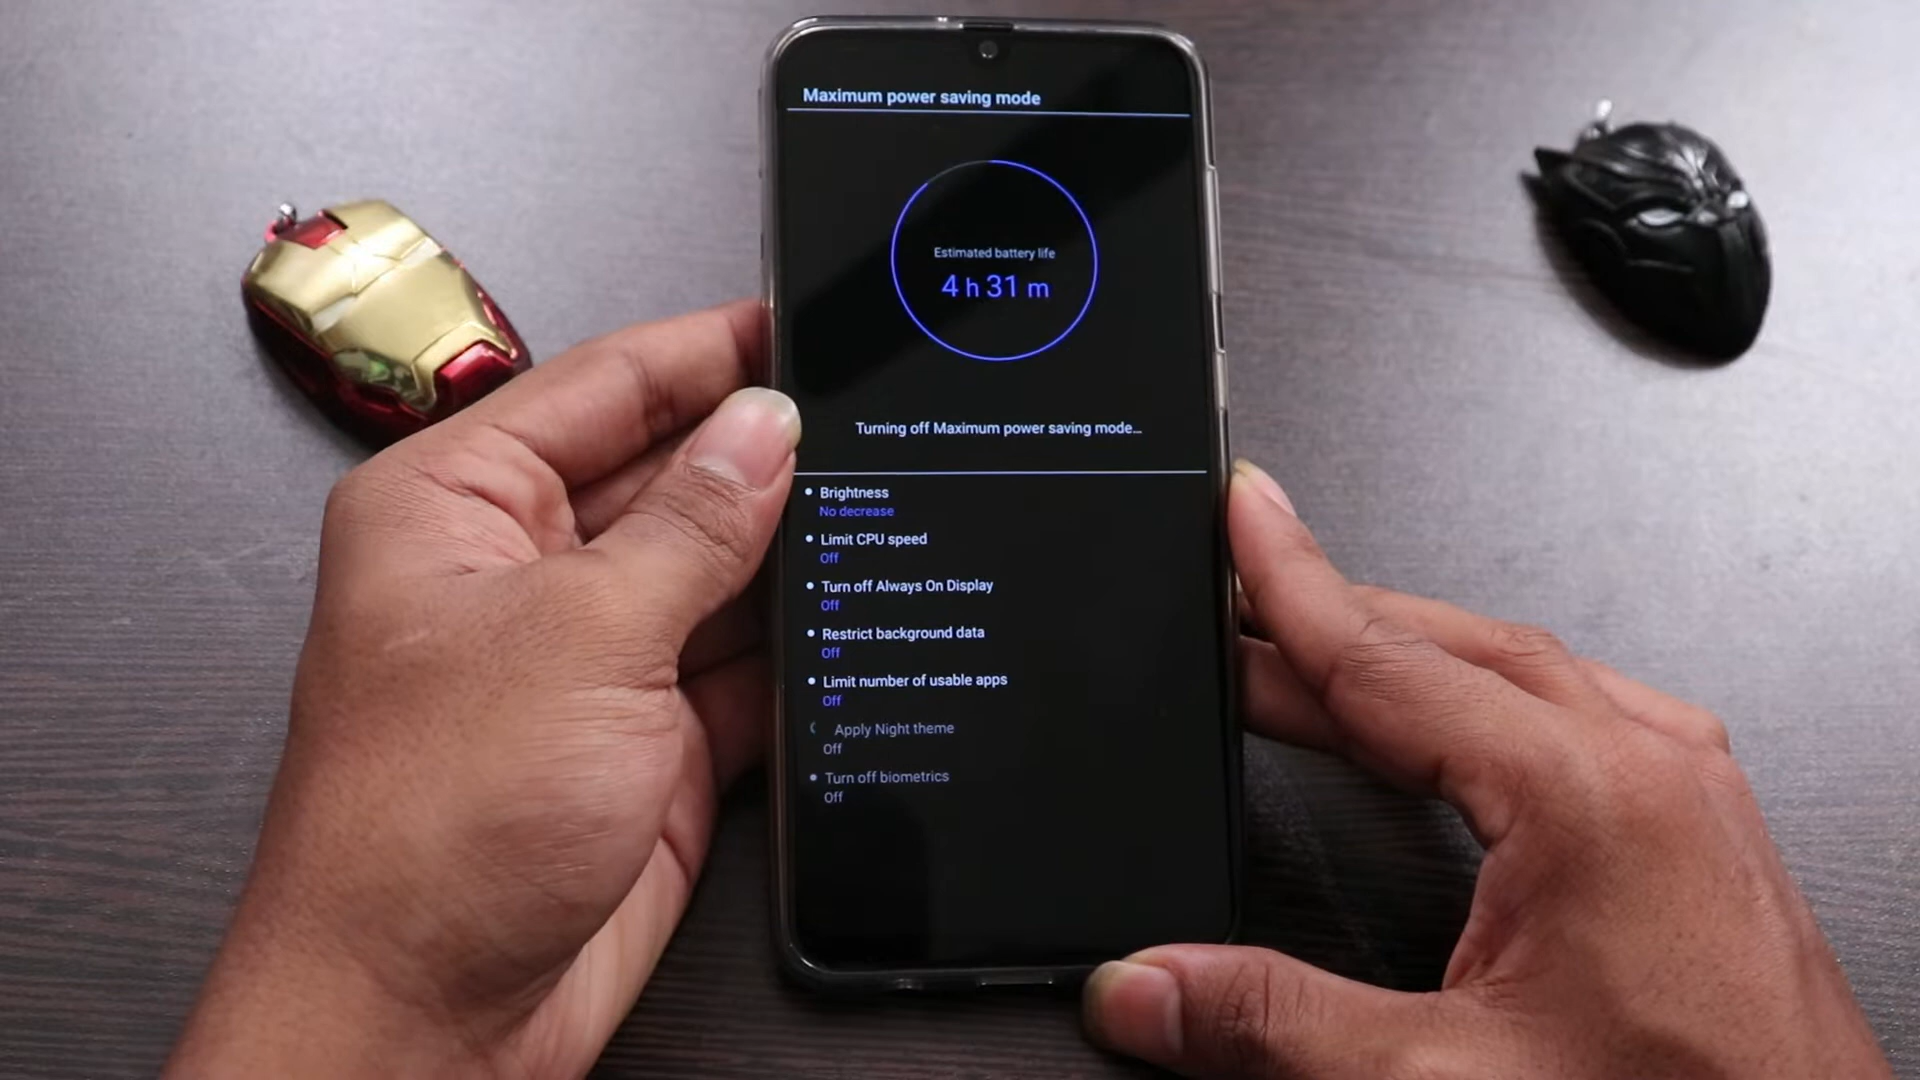 Maximum power saving mode
Estimated battery life
4 h 31 m
Turning off Maximum power saving mode...
Brightness
No decrease
Limit CPU speed
Off
Turn off Always On Display
Off
Restrict background data
Off
Limit number of usable apps
Off
Apply Night theme
Off
Turn off biometrics
Off